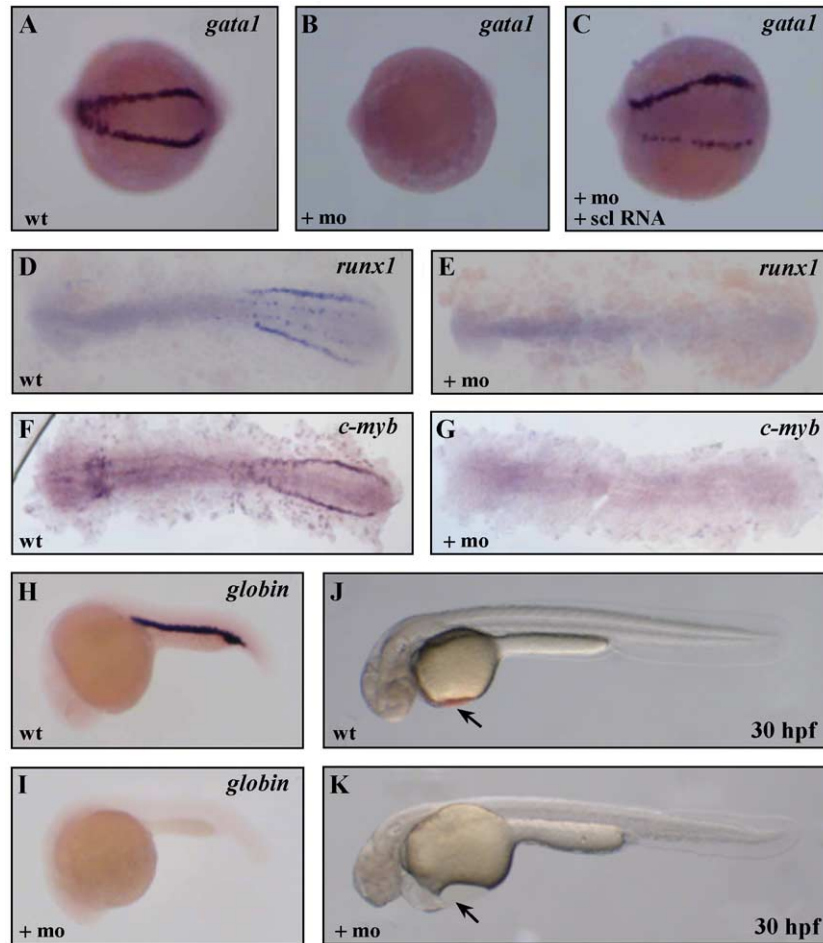 A
gata1
wt
B
gata1
+ mo
C
gata1
+ mo
+ scl RNA
D
runx1
wt
E
runx1
+ mo
F
c-myb
wt
G
c-myb
+ mo
H
globin
wt
J
wt
30 hpf
I
globin
+ mo
K
+ mo
30 hpf